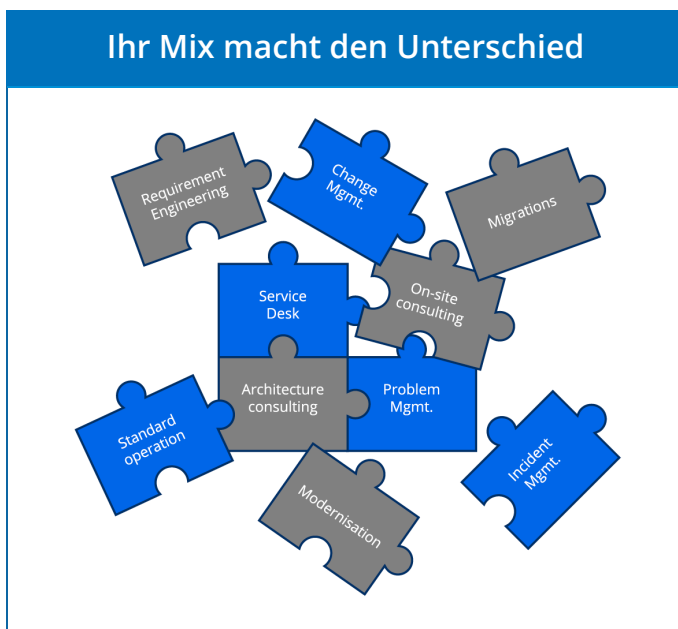 Ihr Mix macht den Unterschied
Requirement
Engineering
Change
Mgmt.
Migrations
Service
Desk
On-site
consulting
Architecture
consulting
Problem
Mgmt.
Standard
operation
Modernisation
Incident
Mgmt.